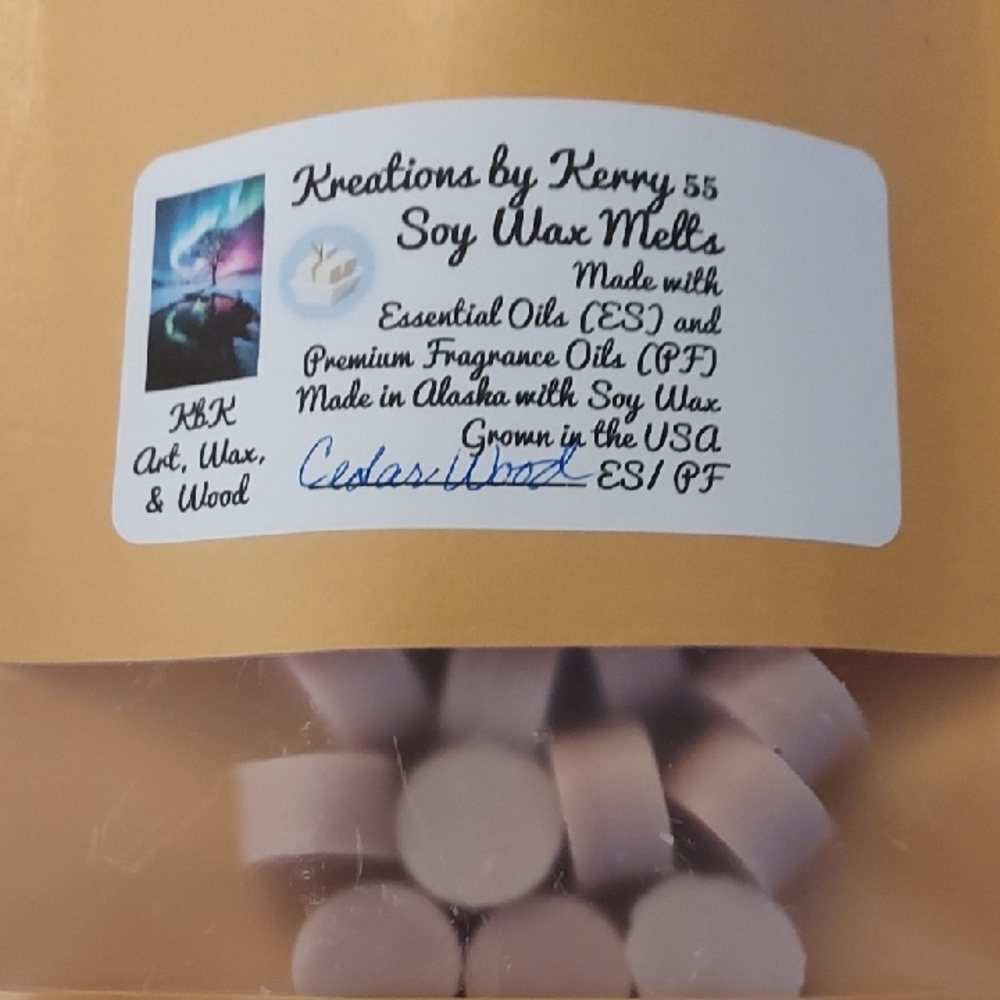 Kreations by Kerry 55
Soy Wax Melts
Made with
Essential Oils (ES) and
Premium Fragrance Oils (PF)
Made in Alaska with Soy Wax
Grown in the USA
Cedar Wood ES/ PF
KbK
Art, Wax,
& Wood